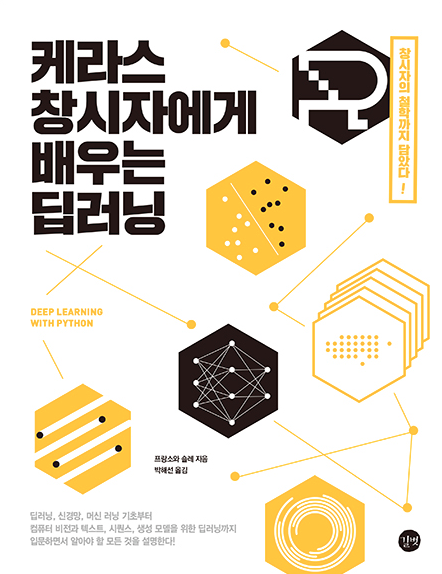 케라스
창시자에게
배우는
딥러닝
창시자의 철학까지 담았다!
DEEP LEARNING
WITH PYTHON
프랑소와 숄레 지음
박해선 옮김
딥러닝, 신경망, 머신 러닝 기초부터
컴퓨터 비전과 텍스트, 시퀀스, 생성 모델을 위한 딥러닝까지
입문하면서 알아야 할 모든 것을 설명한다!
길벗